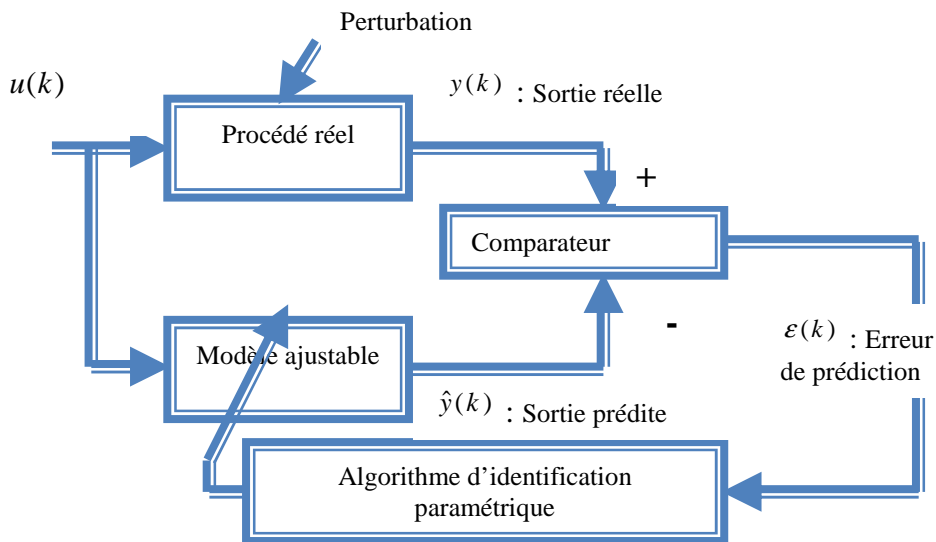 Perturbation
u(k)
y(k) : Sortie réelle
Procédé réel
+
Comparateur
-
ε(k) : Erreur
de prédiction
Modèle ajustable
ŷ(k) : Sortie prédite
Algorithme d’identification
paramétrique